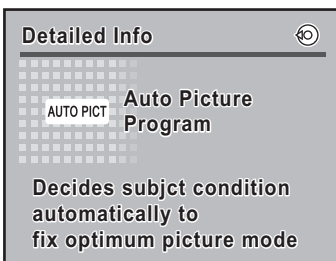 Detailed Info
AUTO PICT
Auto Picture
Program
Decides subjct condition
automatically to
fix optimum picture mode